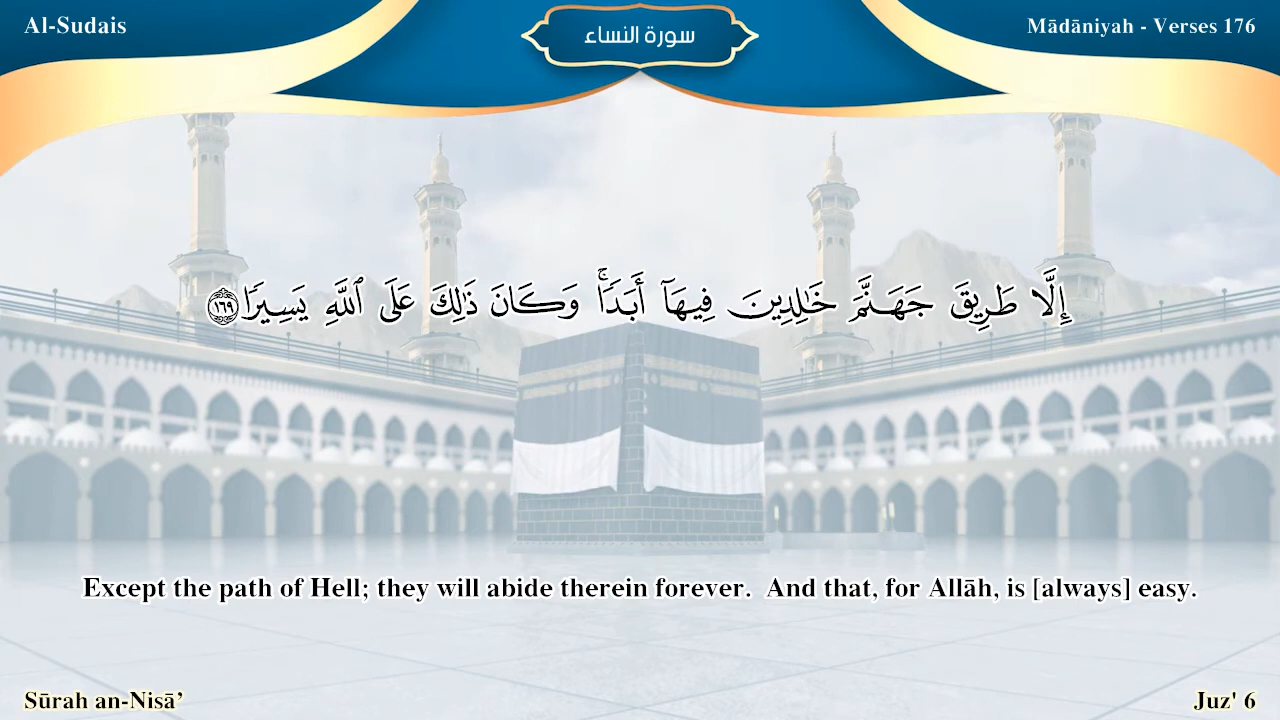 Al-Sudais
سورة النساء
Mādāniyah - Verses 176
إِلَّا طَرِيقَ جَهَنَّمَ خَٰلِدِينَ فِيهَآ أَبَدٗاۚ وَكَانَ ذَٰلِكَ عَلَى ٱللَّهِ يَسِيرٗا ١٦٩
Except the path of Hell; they will abide therein forever.  And that, for Allāh, is [always] easy.
Sūrah an-Nisā’
Juz' 6